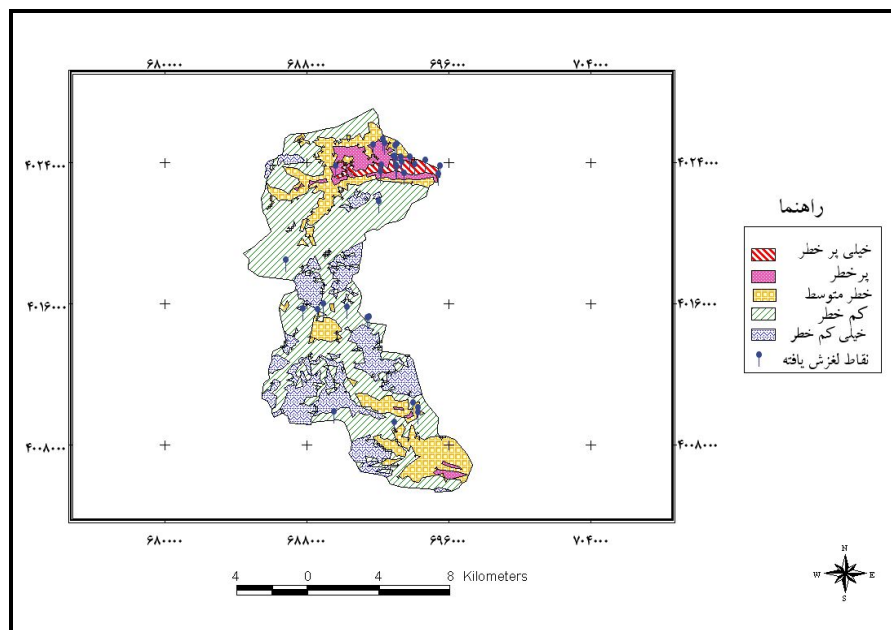 ۶۸۰۰۰۰ ۶۸۸۰۰۰ ۶۹۶۰۰۰ ۷۰۴۰۰۰
۴۰۲۴۰۰۰ ۴۰۲۴۰۰۰
راهنما
خیلی پر خطر
پرخطر
خطر متوسط
کم خطر
خیلی کم خطر
نقاط لغزش یافته
۴۰۱۶۰۰۰ ۴۰۱۶۰۰۰
۴۰۰۸۰۰۰ ۴۰۰۸۰۰۰
۶۸۰۰۰۰ ۶۸۸۰۰۰ ۶۹۶۰۰۰ ۷۰۴۰۰۰
4 0 4 8 Kilometers
N
W E
S